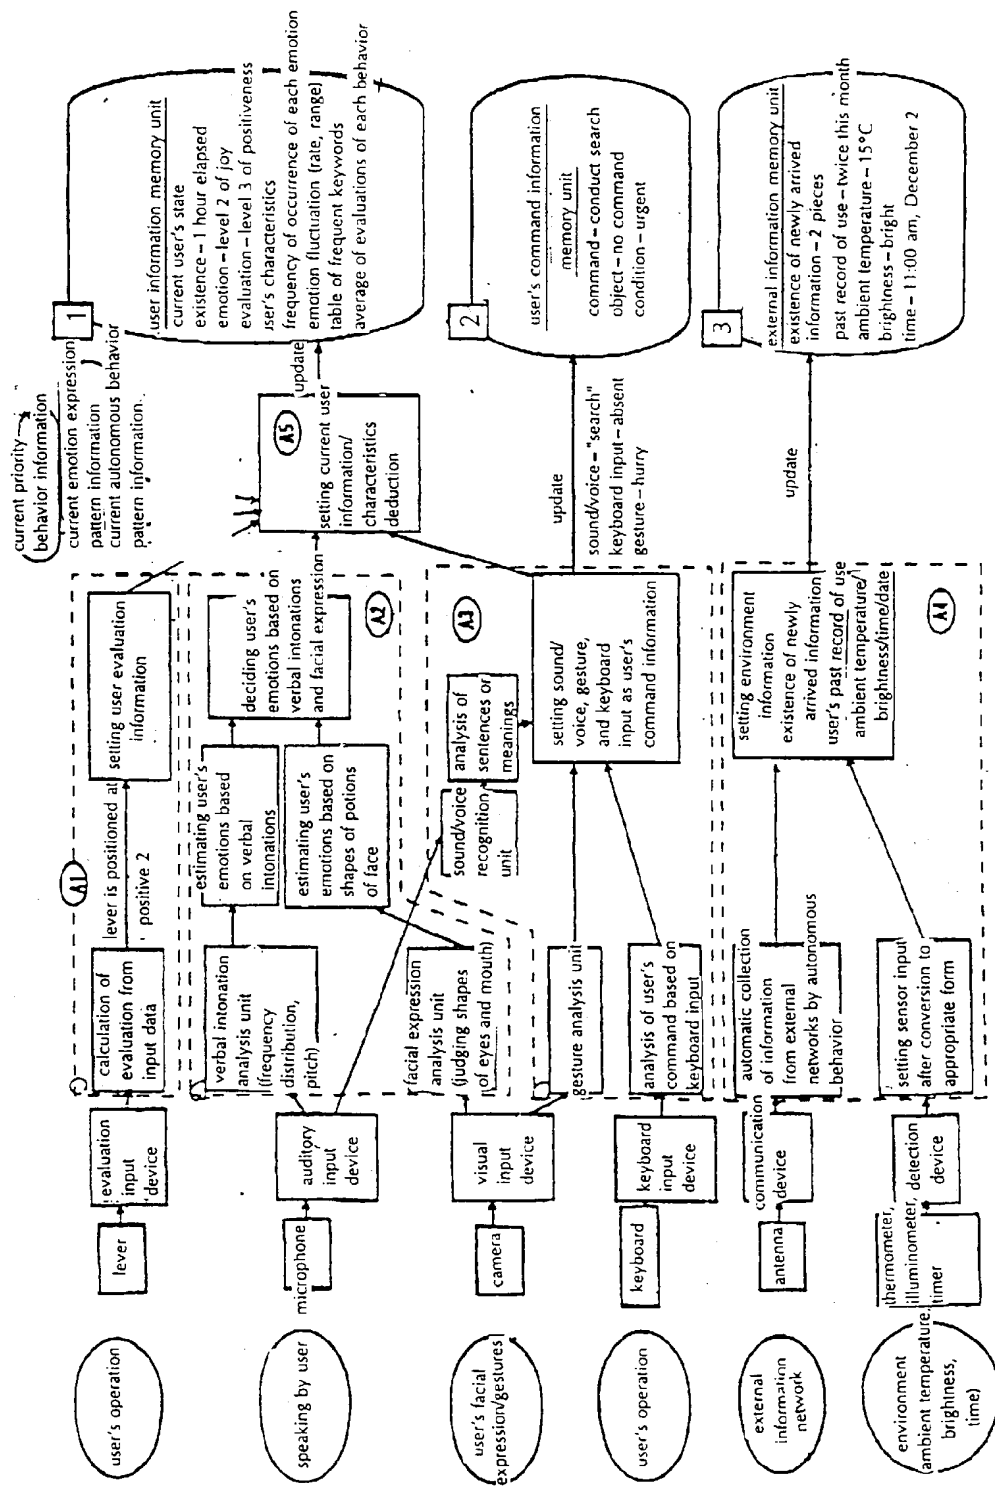 user's operation
lever
evaluation
input
device
calculation of
evaluation from
input data
lever is positioned at
positive 2
A1
setting user evaluation
information
current priority
behavior information
current emotion expression
pattern information
current autonomous behavior
pattern information
speaking by user
microphone
auditory
input
device
verbal intonation
analysis unit
(frequency
distribution,
pitch)
estimating user's
emotions based
on verbal
intonations
estimating user's
emotions based on
shapes of potions
of face
deciding user's
emotions based on
verbal intonations
and facial expression
A2
A5
setting current user
information/
characteristics
deduction
update
1
user information memory unit
current user's state
existence – 1 hour elapsed
emotion – level 2 of joy
evaluation – level 3 of positiveness
user's characteristics
frequency of occurrence of each emotion
emotion fluctuation (rate, range)
table of frequent keywords
average of evaluations of each behavior
user's facial
expression/gestures
camera
visual
input
device
facial expression
analysis unit
(judging shapes
of eyes and mouth)
gesture analysis unit
sound/voice
recognition
unit
analysis of
sentences or
meanings
A3
setting sound/
voice, gesture,
and keyboard
input as user's
command information
update
sound/voice – "search"
keyboard input – absent
gesture – hurry
2
user's command information
memory unit
command – conduct search
object – no command
condition – urgent
user's operation
keyboard
keyboard
input
device
analysis of user's
command based on
keyboard input
external
information
network
antenna
communication
device
automatic collection
of information
from external
networks by autonomous
behavior
setting environment
information
existence of newly
arrived information
user's past record of use
ambient temperature/
brightness/time/date
A4
update
3
external information memory unit
existence of newly arrived
information – 2 pieces
past record of use – twice this month
ambient temperature – 15°C
brightness – bright
time – 11:00 am, December 2
environment
(ambient temperature,
brightness,
time)
thermometer,
illuminometer,
timer
detection
device
setting sensor input
after conversion to
appropriate form